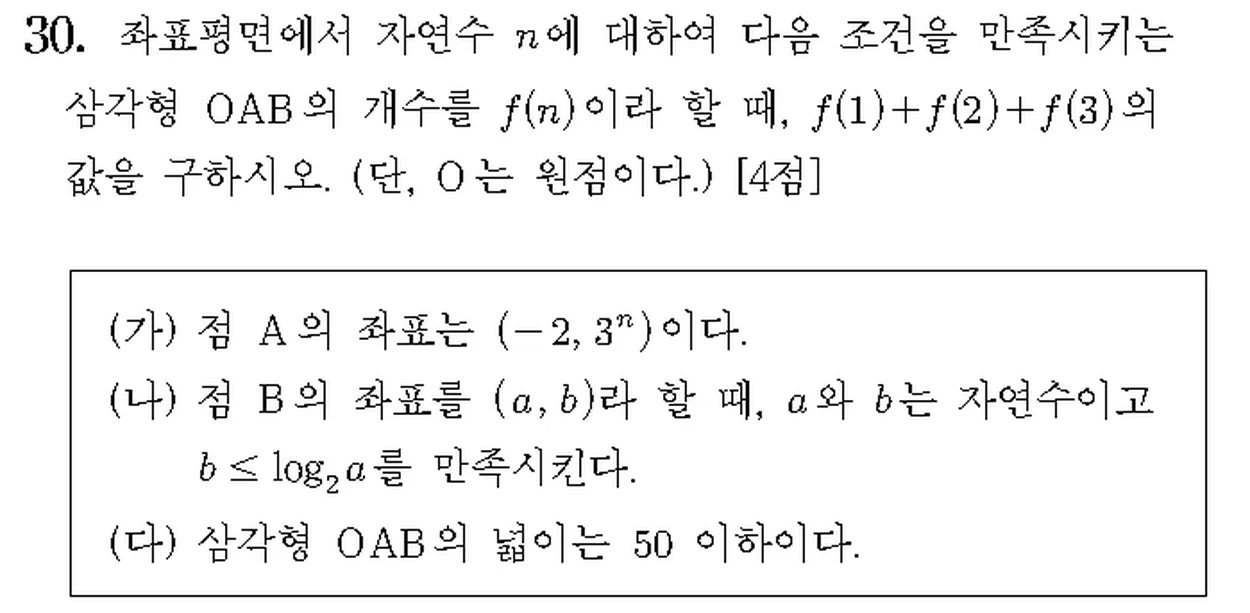 30. 좌표평면에서 자연수 n에 대하여 다음 조건을 만족시키는
삼각형 OAB의 개수를 f(n)이라 할 때, f(1)+f(2)+f(3)의
값을 구하시오. (단, O는 원점이다.) [4점]
(가) 점 A의 좌표는 (−2, 3ⁿ)이다.
(나) 점 B의 좌표를 (a, b)라 할 때, a와 b는 자연수이고
b ≤ log₂a를 만족시킨다.
(다) 삼각형 OAB의 넓이는 50 이하이다.